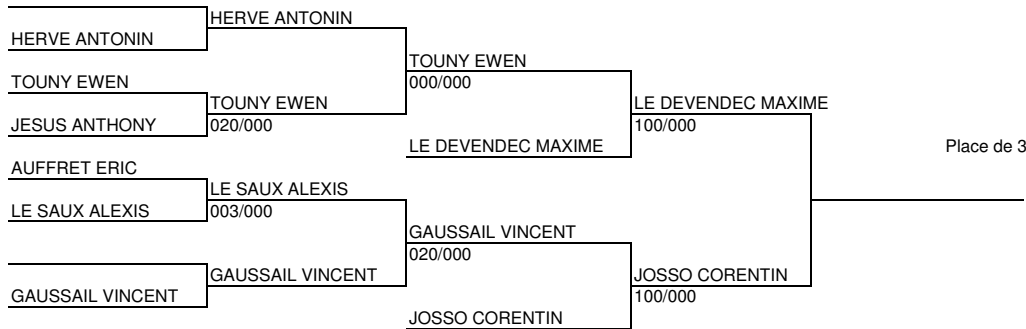 HERVE ANTONIN
HERVE ANTONIN
TOUNY EWEN
TOUNY EWEN
000/000
TOUNY EWEN
LE DEVENDEC MAXIME
JESUS ANTHONY
020/000
100/000
LE DEVENDEC MAXIME
Place de 3
AUFFRET ERIC
LE SAUX ALEXIS
LE SAUX ALEXIS
003/000
GAUSSAIL VINCENT
020/000
GAUSSAIL VINCENT
JOSSO CORENTIN
GAUSSAIL VINCENT
100/000
JOSSO CORENTIN